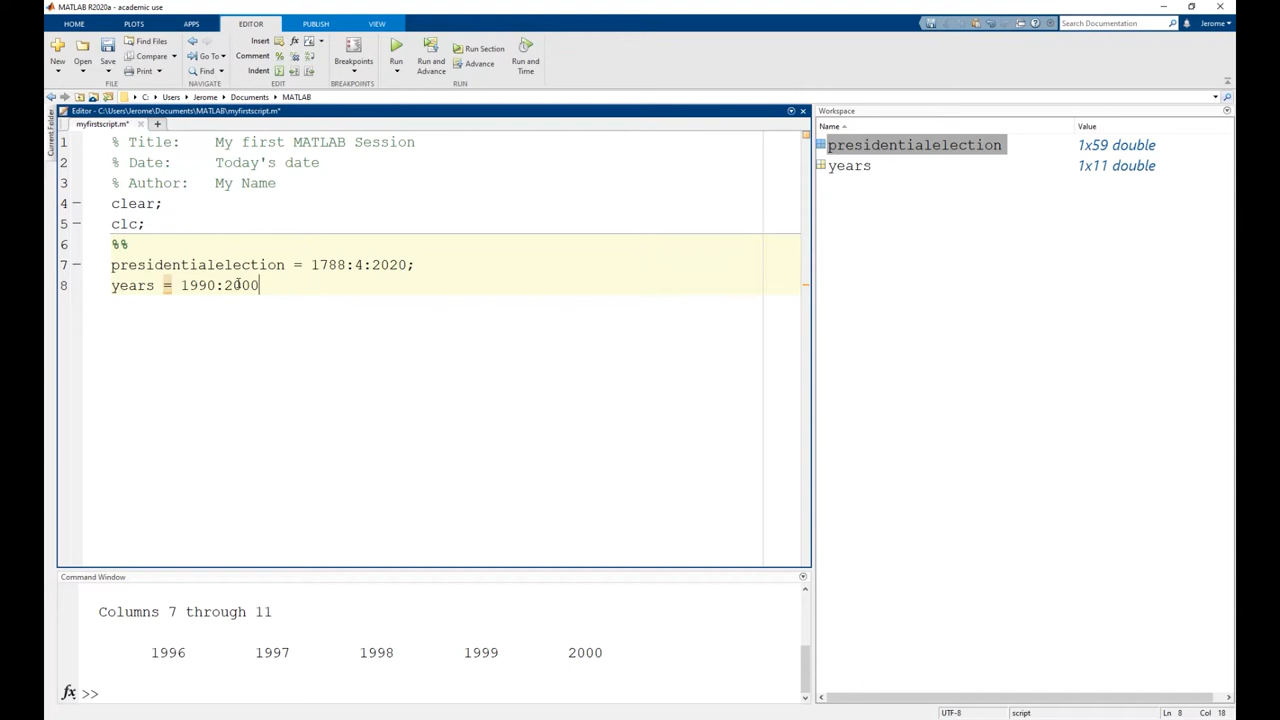 MATLAB R2020a - academic use
HOME PLOTS APPS EDITOR PUBLISH VIEW
Search Documentation
Jerome
New Open Save Find Files Compare Print
Go To Find
Insert fx Comment % Indent
Breakpoints Run Run and Advance Run Section Advance Run and Time
FILE NAVIGATE EDIT BREAKPOINTS RUN
C: Users Jerome Documents MATLAB
Current Folder
Editor - C:\Users\Jerome\Documents\MATLAB\myfirstscript.m*
myfirstscript.m*
1 % Title: My first MATLAB Session
2 % Date: Today's date
3 % Author: My Name
4 clear;
5 clc;
6 %%
7 presidentialelection = 1788:4:2020;
8 years = 1990:2000
Workspace
Name Value
presidentialelection 1x59 double
years 1x11 double
Command Window
Columns 7 through 11
1996 1997 1998 1999 2000
fx >>
UTF-8 script Ln 8 Col 18